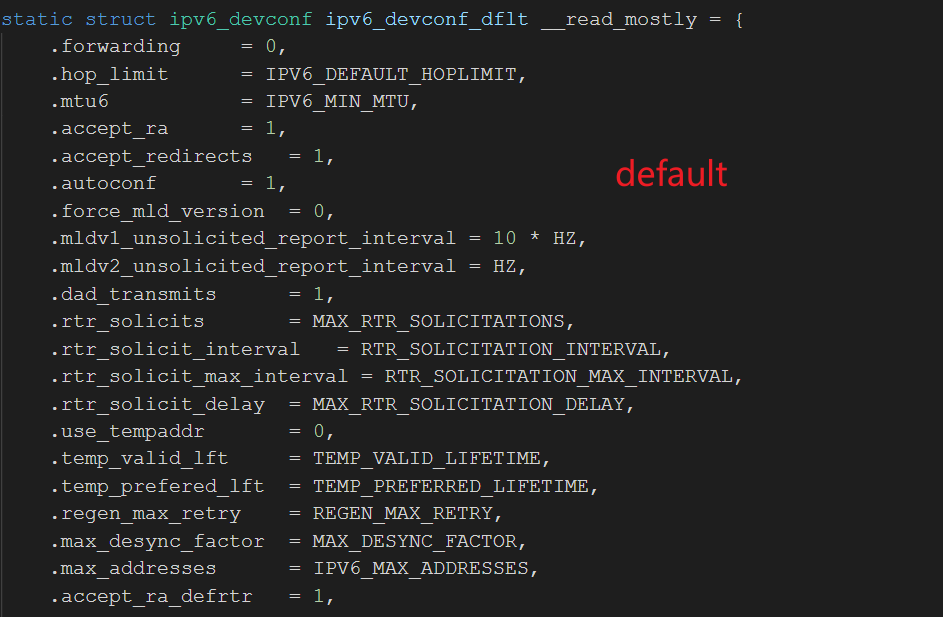 static struct ipv6_devconf ipv6_devconf_dflt __read_mostly = {
.forwarding = 0,
.hop_limit = IPV6_DEFAULT_HOPLIMIT,
.mtu6 = IPV6_MIN_MTU,
.accept_ra = 1,
.accept_redirects = 1,
default
.autoconf = 1,
.force_mld_version = 0,
.mldv1_unsolicited_report_interval = 10 * HZ,
.mldv2_unsolicited_report_interval = HZ,
.dad_transmits = 1,
.rtr_solicits = MAX_RTR_SOLICITATIONS,
.rtr_solicit_interval = RTR_SOLICITATION_INTERVAL,
.rtr_solicit_max_interval = RTR_SOLICITATION_MAX_INTERVAL,
.rtr_solicit_delay = MAX_RTR_SOLICITATION_DELAY,
.use_tempaddr = 0,
.temp_valid_lft = TEMP_VALID_LIFETIME,
.temp_prefered_lft = TEMP_PREFERRED_LIFETIME,
.regen_max_retry = REGEN_MAX_RETRY,
.max_desync_factor = MAX_DESYNC_FACTOR,
.max_addresses = IPV6_MAX_ADDRESSES,
.accept_ra_defrtr = 1,